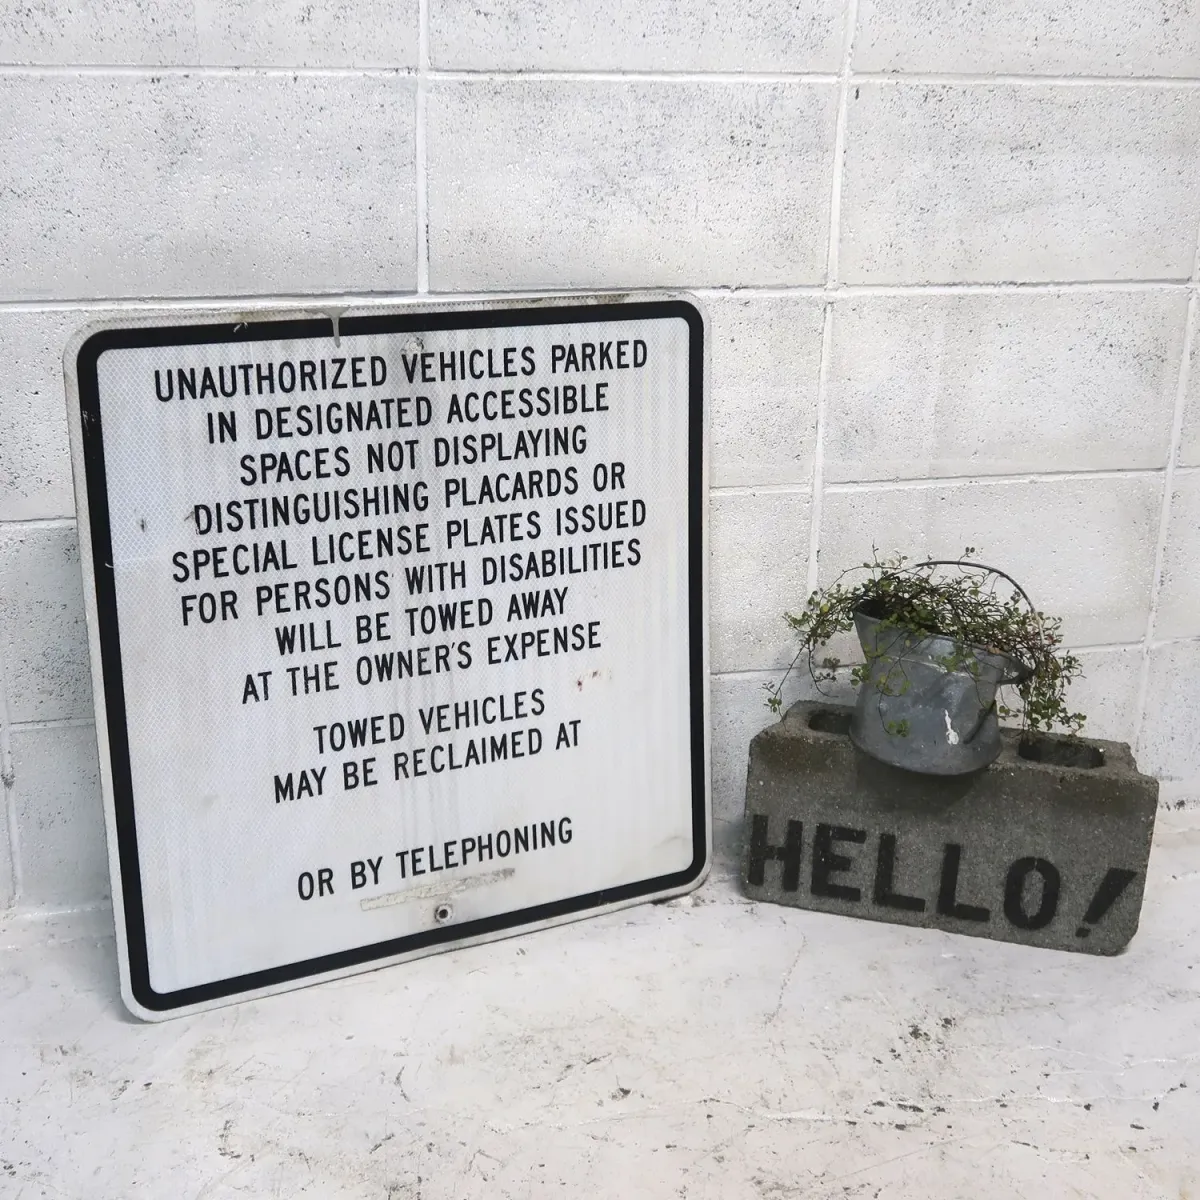 UNAUTHORIZED VEHICLES PARKED
IN DESIGNATED ACCESSIBLE
SPACES NOT DISPLAYING
DISTINGUISHING PLACARDS OR
SPECIAL LICENSE PLATES ISSUED
FOR PERSONS WITH DISABILITIES
WILL BE TOWED AWAY
AT THE OWNER'S EXPENSE
TOWED VEHICLES
MAY BE RECLAIMED AT
OR BY TELEPHONING
HELLO!